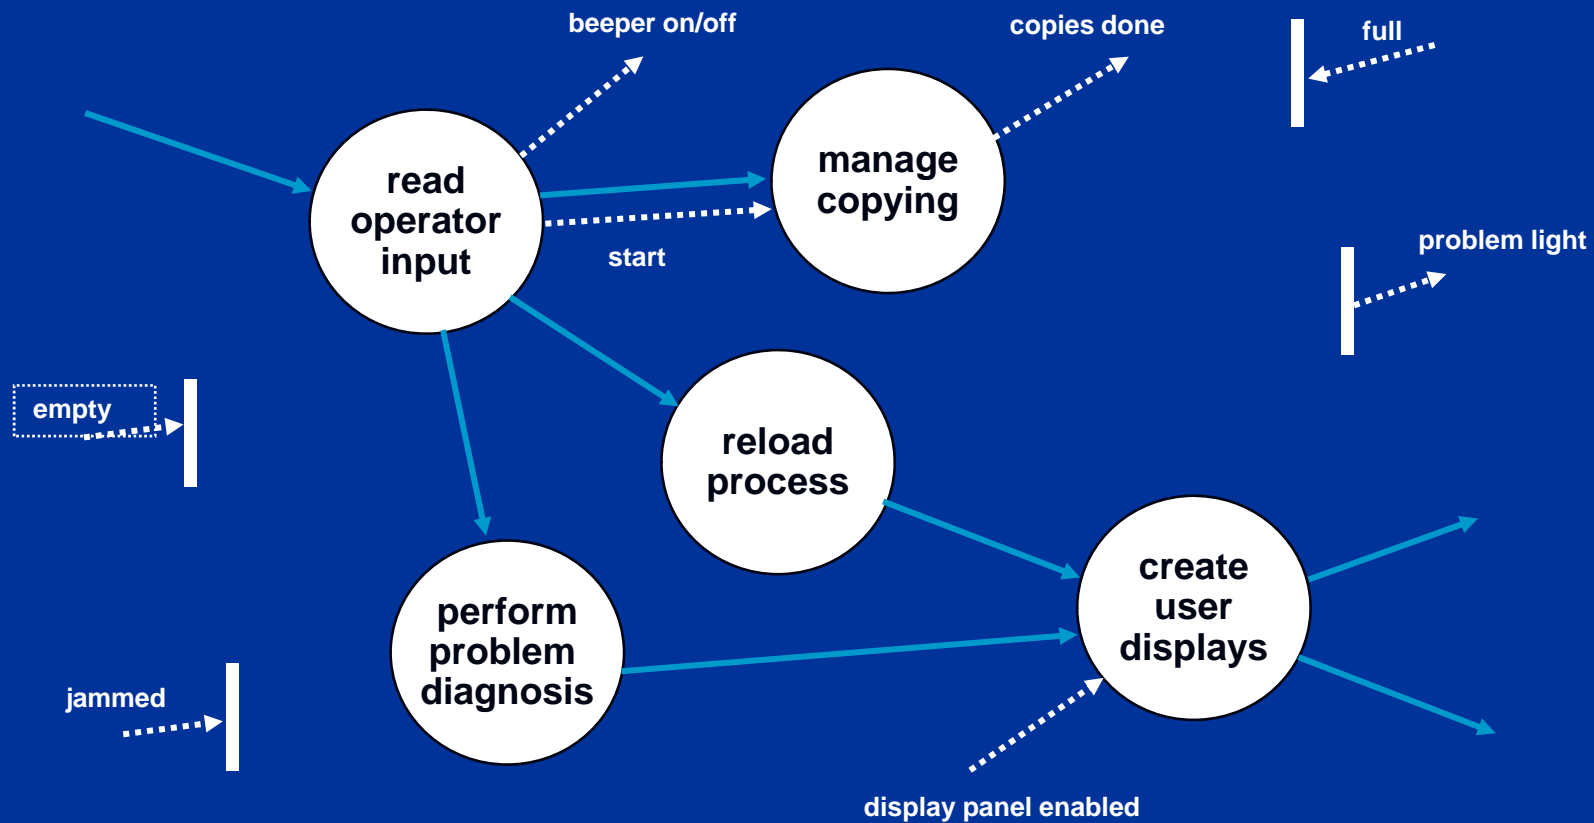 beeper on/off
copies done
full
read
operator
input
manage
copying
start
problem light
empty
reload
process
perform
problem
diagnosis
create
user
displays
jammed
display panel enabled